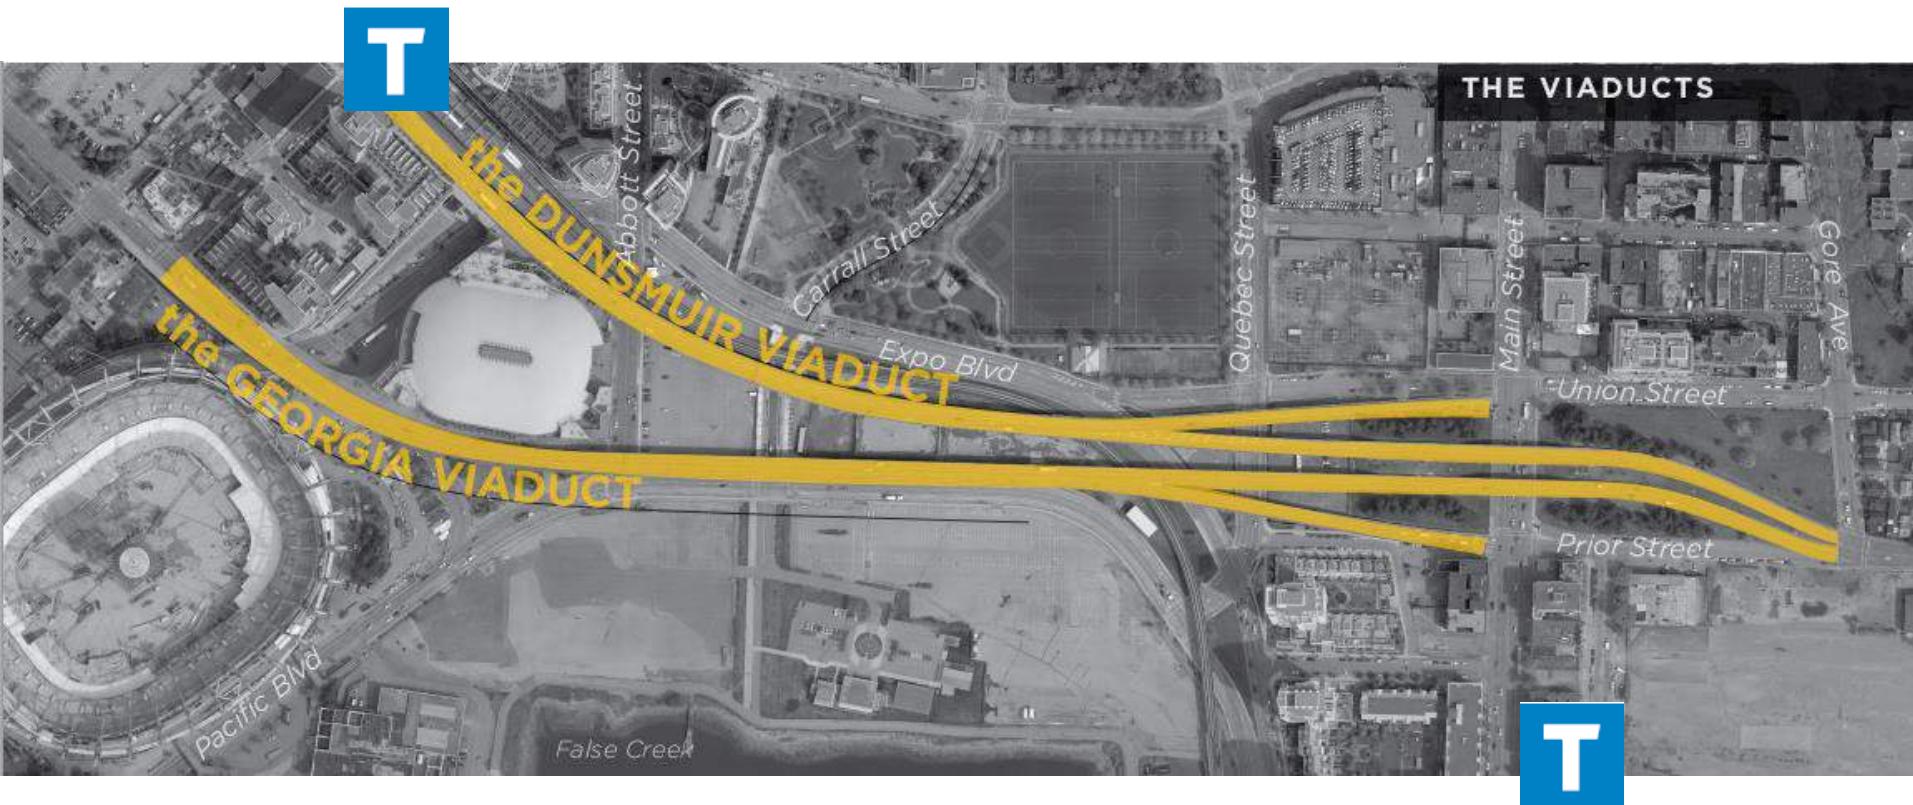 T
THE VIADUCTS
the DUNSMUIR VIADUCT
the GEORGIA VIADUCT
Abbott Street
Carrall Street
Expo Blvd
Quebec Street
Main Street
Gore Ave
Union Street
Prior Street
Pacific Blvd
False Creek
T